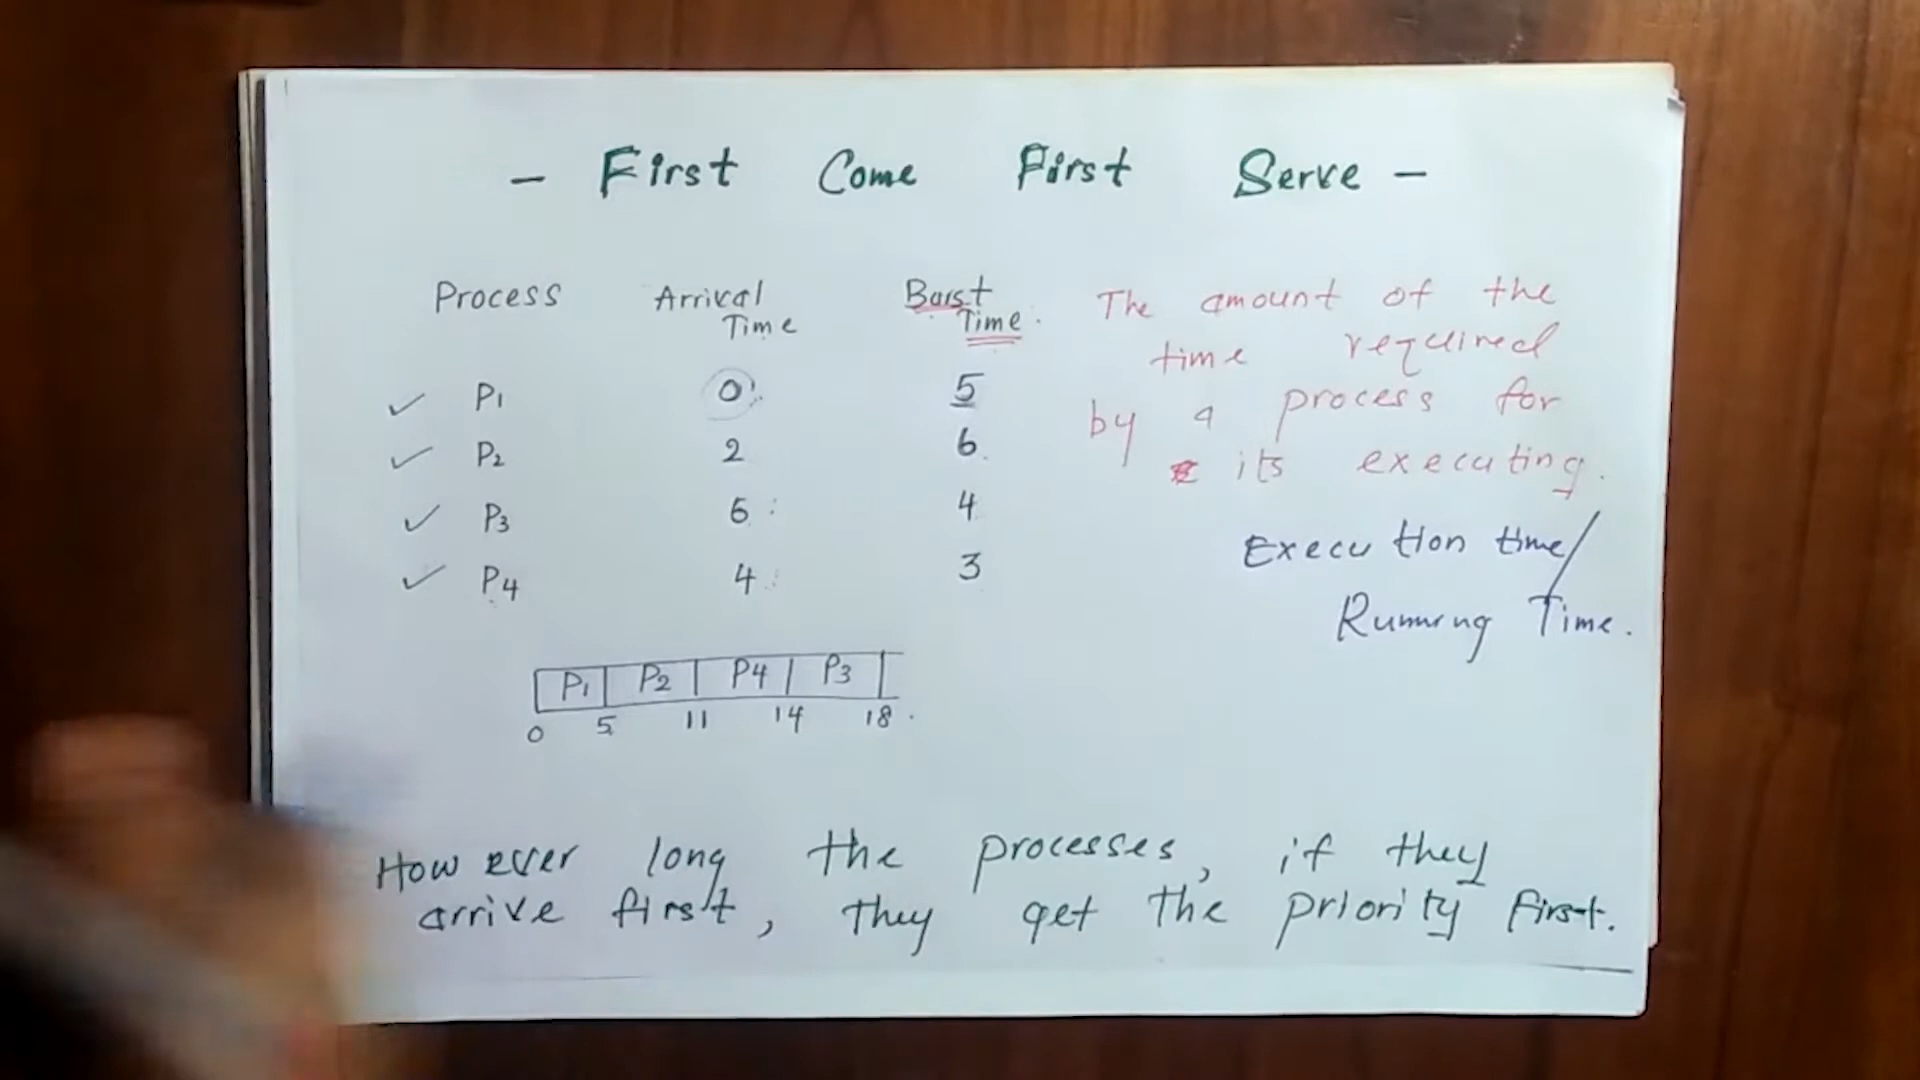 - First Come First Serve -
Process Arrival Time Burst Time.
P1 0 5
P2 2 6
P3 6 4
P4 4 3
The amount of the
time required
by a process for
its executing.
Execution time/
Running Time.
P1 P2 P4 P3
0 5 11 14 18
How ever long the processes, if they
arrive first, they get the priority first.